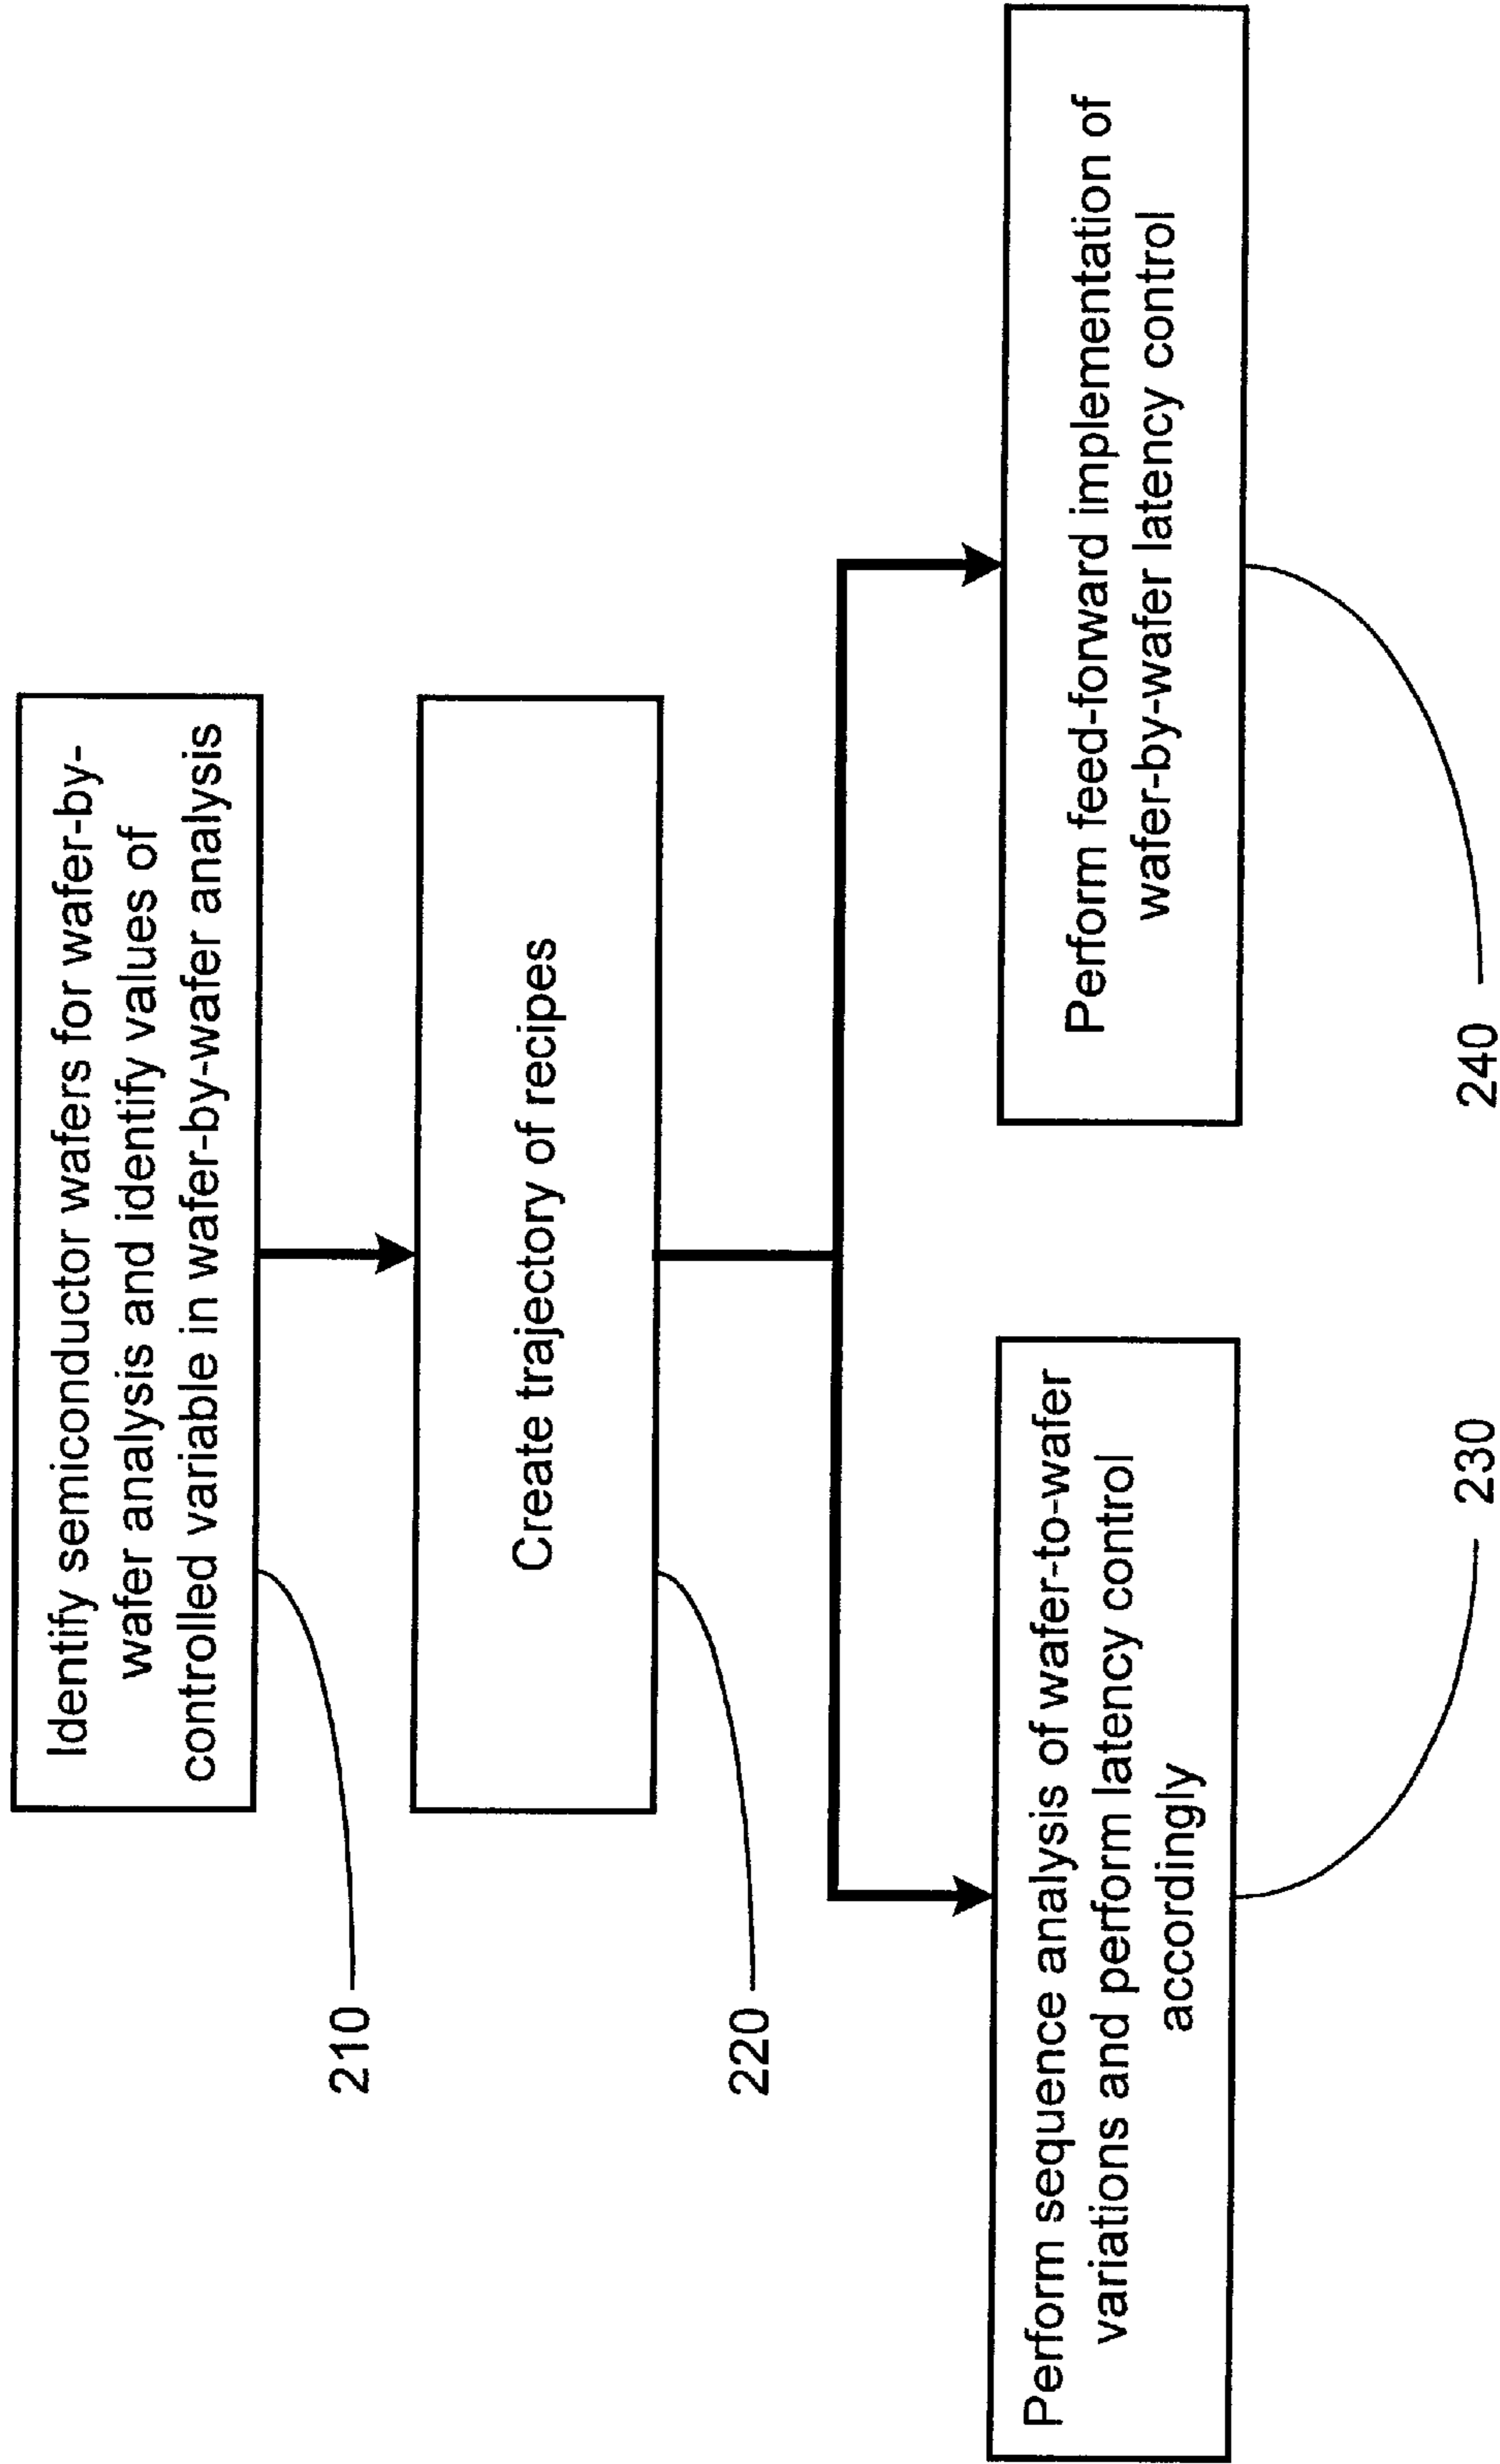 Identify semiconductor wafers for wafer-by-
wafer analysis and identify values of
controlled variable in wafer-by-wafer analysis
210
Create trajectory of recipes
220
Perform sequence analysis of wafer-to-wafer
variations and perform latency control
accordingly
230
Perform feed-forward implementation of
wafer-by-wafer latency control
240